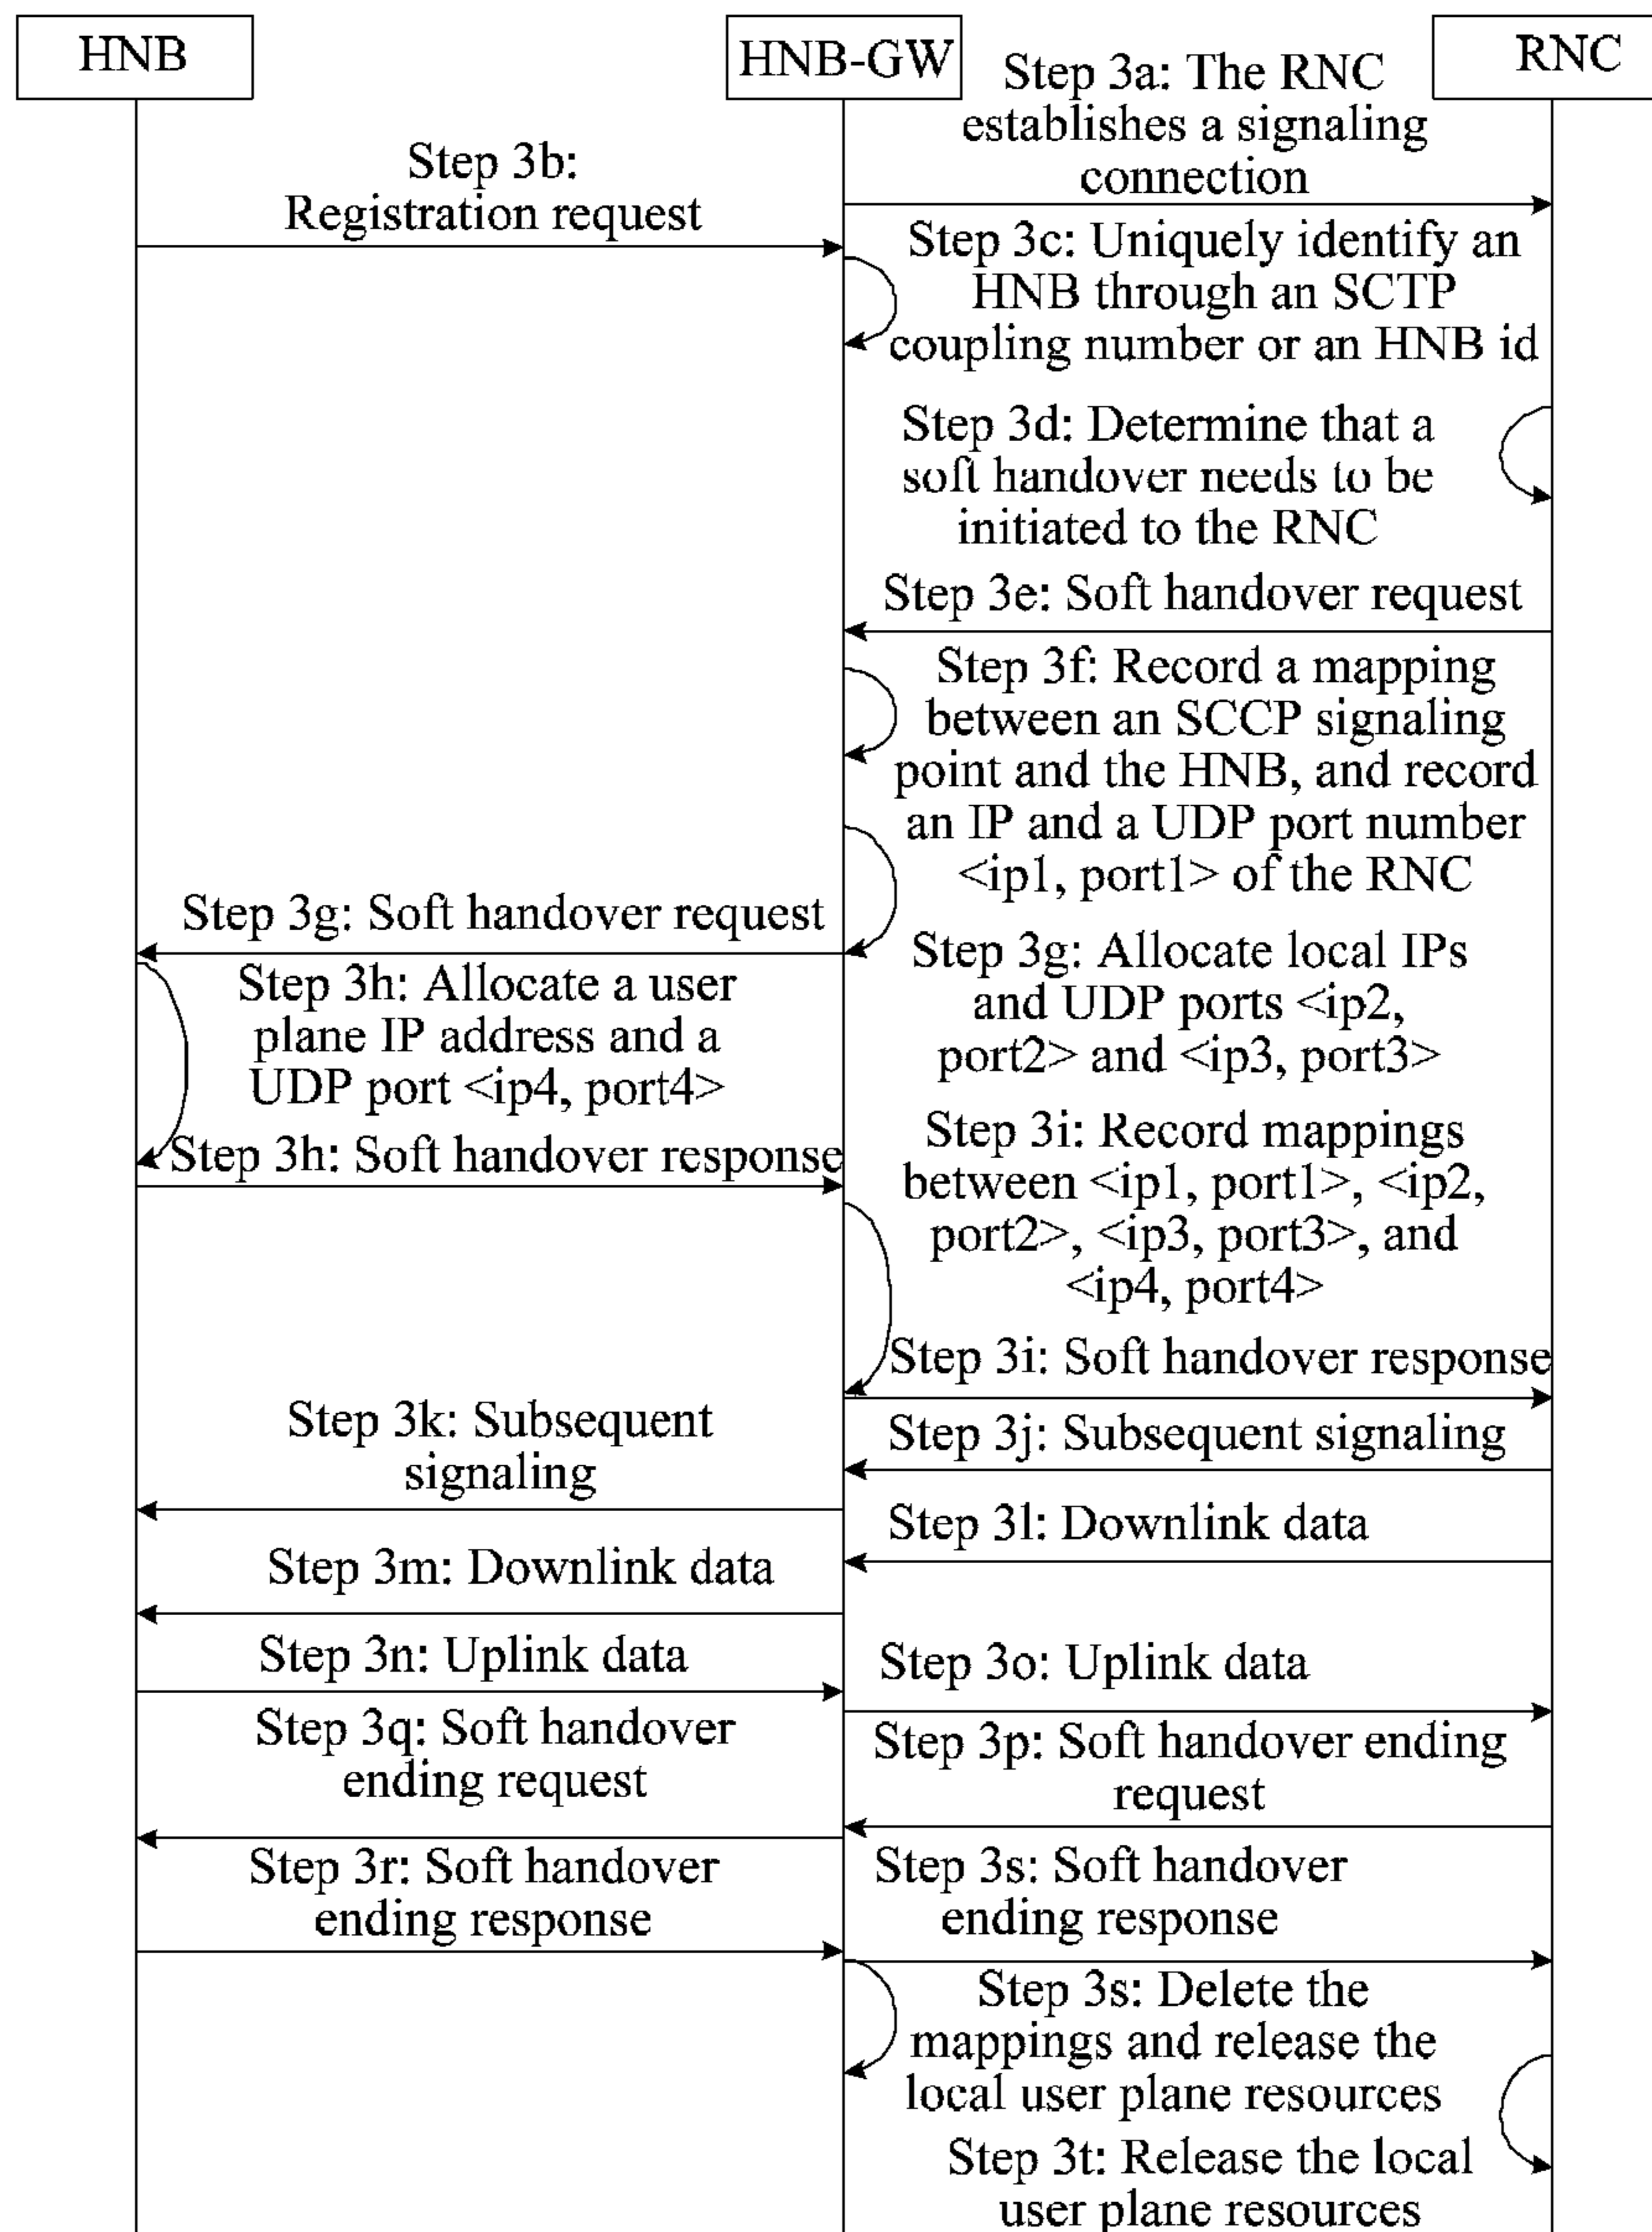 HNB
HNB-GW
RNC
Step 3a: The RNC
establishes a signaling
connection
Step 3b:
Registration request
Step 3c: Uniquely identify an
HNB through an SCTP
coupling number or an HNB id
Step 3d: Determine that a
soft handover needs to be
initiated to the RNC
Step 3e: Soft handover request
Step 3f: Record a mapping
between an SCCP signaling
point and the HNB, and record
an IP and a UDP port number
<ip1, port1> of the RNC
Step 3g: Soft handover request
Step 3g: Allocate local IPs
and UDP ports <ip2,
port2> and <ip3, port3>
Step 3h: Allocate a user
plane IP address and a
UDP port <ip4, port4>
Step 3h: Soft handover response
Step 3i: Record mappings
between <ip1, port1>, <ip2,
port2>, <ip3, port3>, and
<ip4, port4>
Step 3i: Soft handover response
Step 3j: Subsequent signaling
Step 3k: Subsequent
signaling
Step 3l: Downlink data
Step 3m: Downlink data
Step 3n: Uplink data
Step 3o: Uplink data
Step 3p: Soft handover ending
request
Step 3q: Soft handover
ending request
Step 3r: Soft handover
ending response
Step 3s: Soft handover
ending response
Step 3s: Delete the
mappings and release the
local user plane resources
Step 3t: Release the local
user plane resources